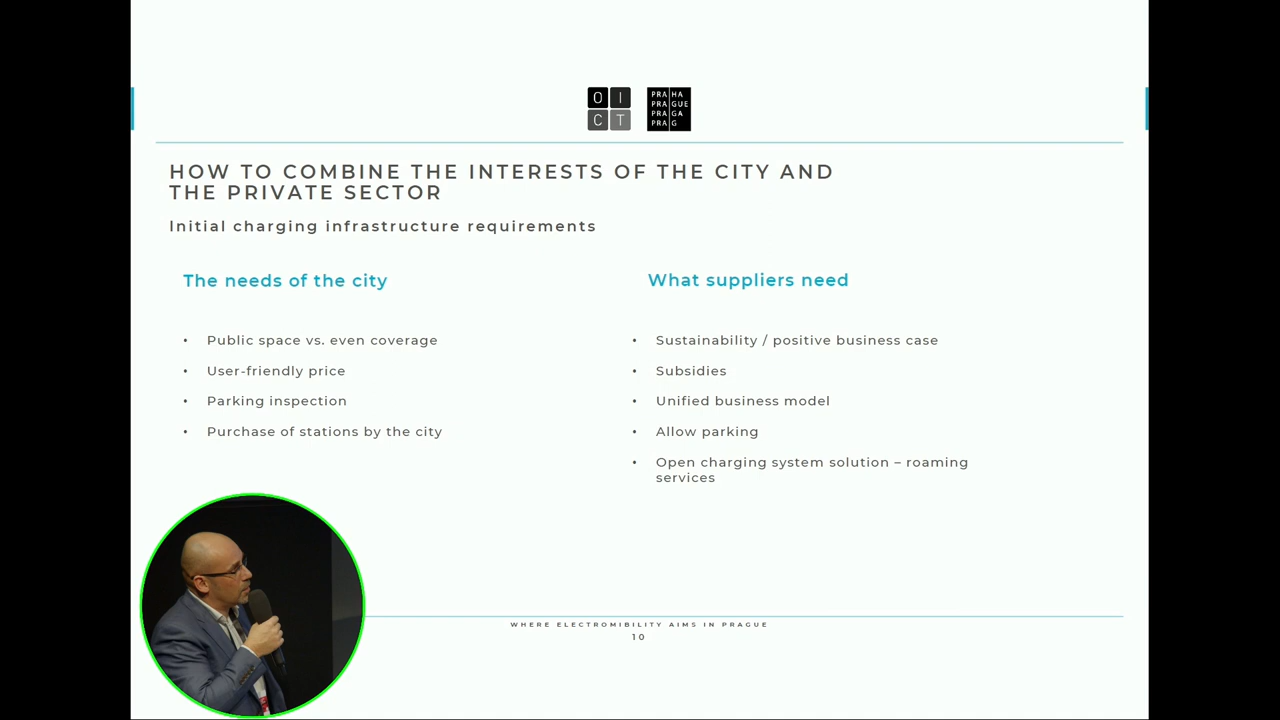 O I
C T
PRA HA
PRA GUE
PRA GA
PRA G
HOW TO COMBINE THE INTERESTS OF THE CITY AND
THE PRIVATE SECTOR
Initial charging infrastructure requirements
The needs of the city
• Public space vs. even coverage
• User-friendly price
• Parking inspection
• Purchase of stations by the city
What suppliers need
• Sustainability / positive business case
• Subsidies
• Unified business model
• Allow parking
• Open charging system solution – roaming
services
WHERE ELECTROMIBILITY AIMS IN PRAGUE
10